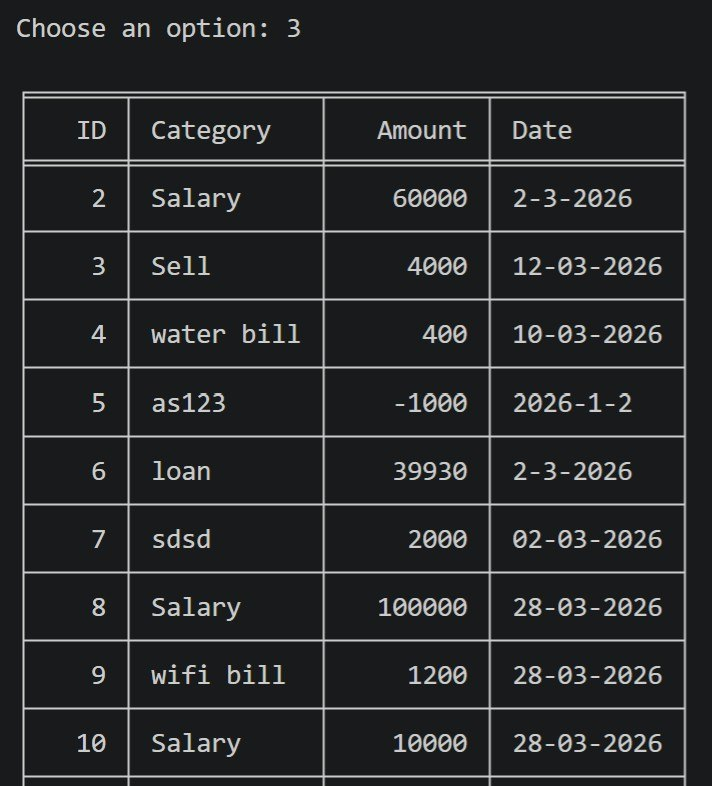 Choose an option: 3
ID Category Amount Date
2 Salary 60000 2-3-2026
3 Sell 4000 12-03-2026
4 water bill 400 10-03-2026
5 as123 -1000 2026-1-2
6 loan 39930 2-3-2026
7 sdsd 2000 02-03-2026
8 Salary 100000 28-03-2026
9 wifi bill 1200 28-03-2026
10 Salary 10000 28-03-2026